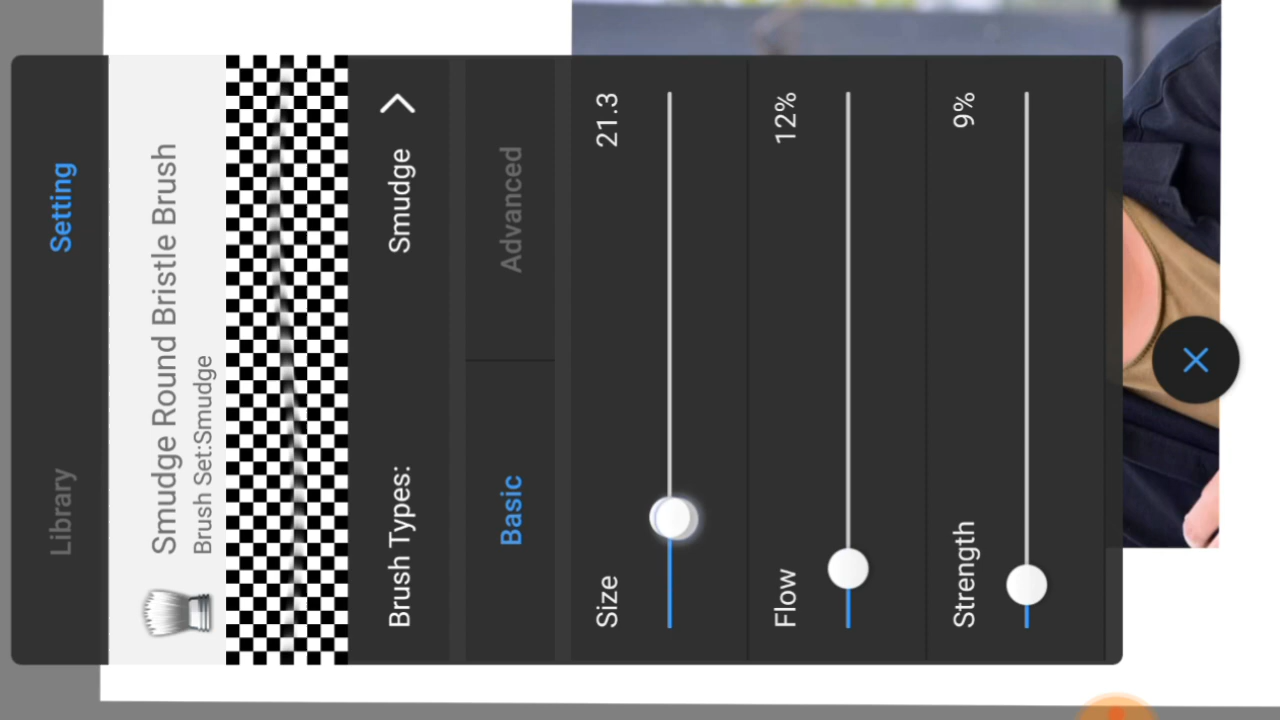 Library Setting
Smudge Round Bristle Brush
Brush Set:Smudge
Brush Types: Smudge
Basic Advanced
Size 21.3
Flow 12%
Strength 9%